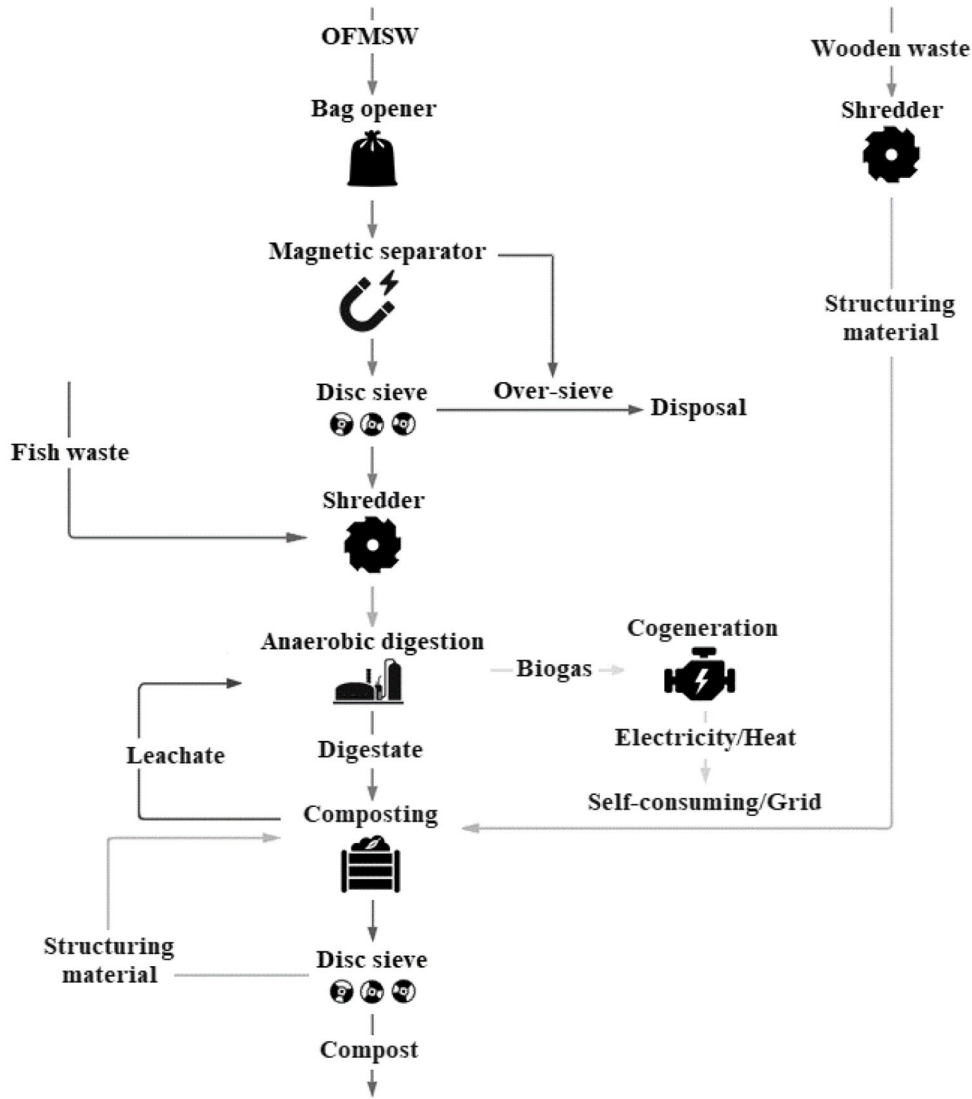 OFMSW
Wooden waste
Bag opener
Shredder
Magnetic separator
Structuring
material
Disc sieve
Over-sieve
Disposal
Fish waste
Shredder
Anaerobic digestion
Cogeneration
Biogas
Leachate
Digestate
Electricity/Heat
Composting
Self-consuming/Grid
Structuring
material
Disc sieve
Compost